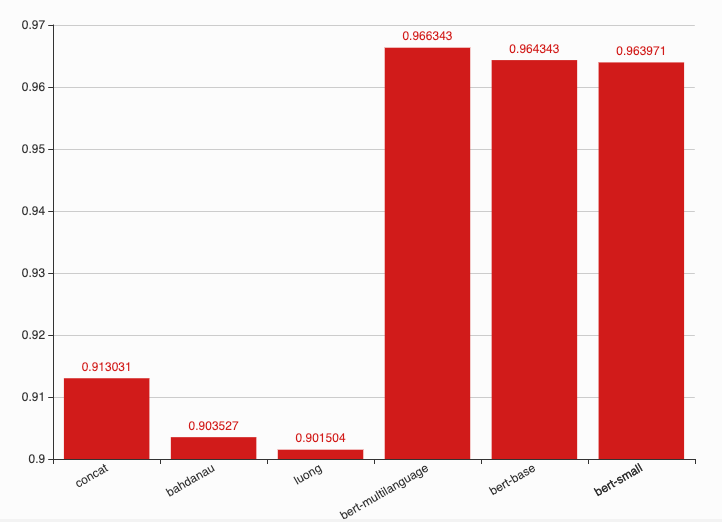 0.97
0.96
0.95
0.94
0.93
0.92
0.91
0.9
0.913031
0.903527
0.901504
0.966343
0.964343
0.963971
concat
bahdanau
luong
bert-multilanguage
bert-base
bert-small